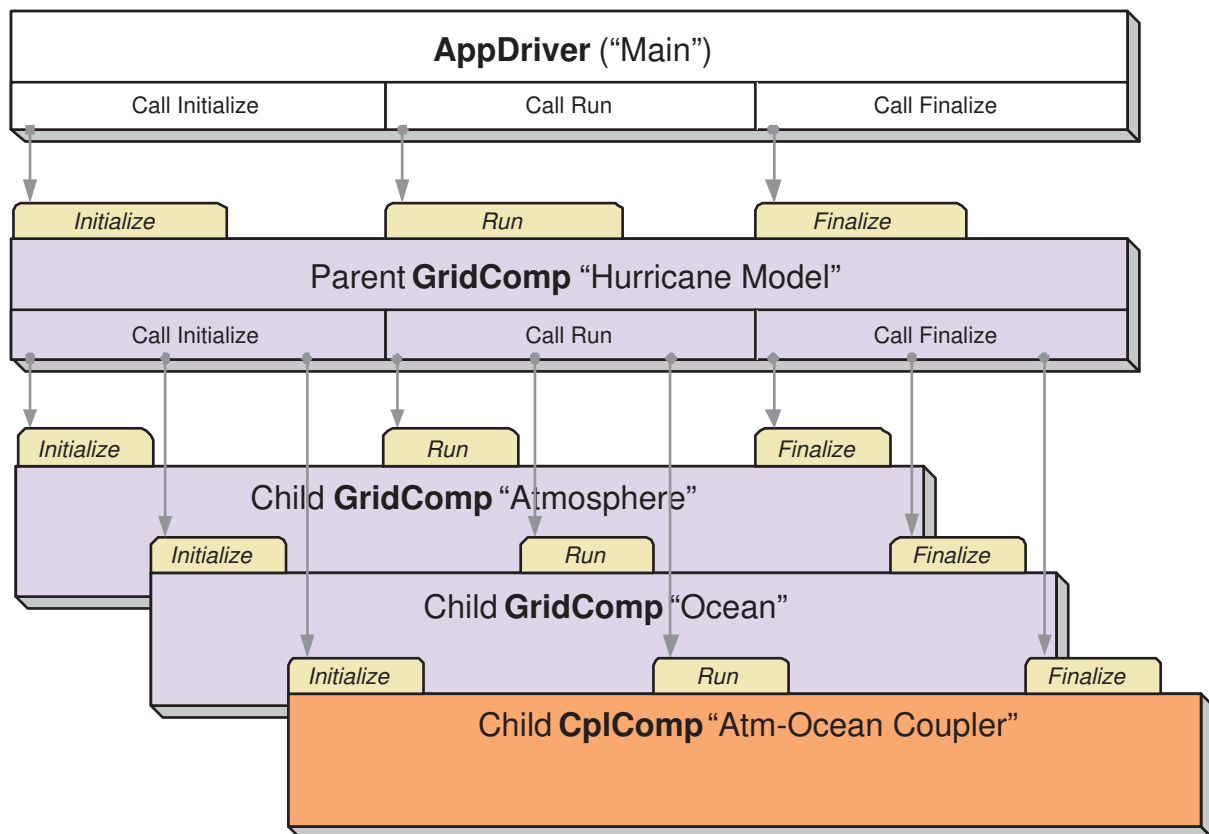 AppDriver (“Main”)
Call Initialize Call Run Call Finalize
Initialize Run Finalize
Parent GridComp “Hurricane Model”
Call Initialize Call Run Call Finalize
Initialize Run Finalize
Child GridComp “Atmosphere”
Initialize Run Finalize
Child GridComp “Ocean”
Initialize Run Finalize
Child CplComp “Atm-Ocean Coupler”